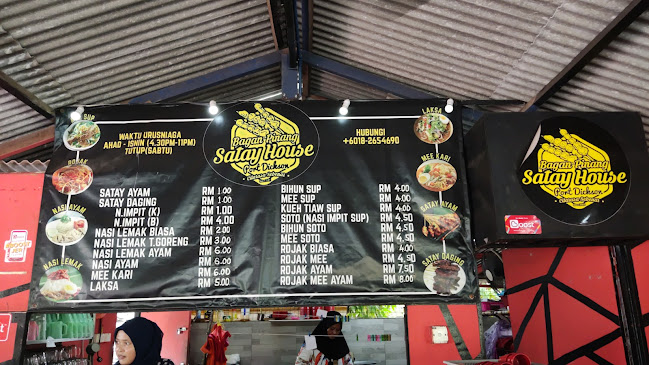 SUP
WAKTU URUSNIAGA
AHAD - ISNIN (4.30PM-11PM)
TUTUP(SABTU)
Bagan Pinang
Satay House
Port Dickson
HUBUNGI
+6018-2654690
LAKSA
ROJAK
MEE KARI
NASI AYAM
SATAY AYAM
NASI LEMAK
SATAY DAGING
SATAY AYAM RM 1.00
SATAY DAGING RM 1.00
N.IMPIT (K) RM 1.00
N.IMPIT (B) RM 4.00
NASI LEMAK BIASA RM 2.00
NASI LEMAK T.GORENG RM 3.00
NASI LEMAK AYAM RM 6.00
NASI AYAM RM 6.00
MEE KARI RM 6.00
LAKSA RM 5.00
BIHUN SUP RM 4.00
MEE SUP RM 4.00
KUEH TIAW SUP RM 4.00
SOTO (NASI IMPIT SUP) RM 4.50
BIHUN SOTO RM 4.50
MEE SOTO RM 4.50
ROJAK BIASA RM 4.00
ROJAK MEE RM 4.50
ROJAK AYAM RM 7.50
ROJAK MEE AYAM RM 8.00
Bagan Pinang
Satay House
Port Dickson
Boost